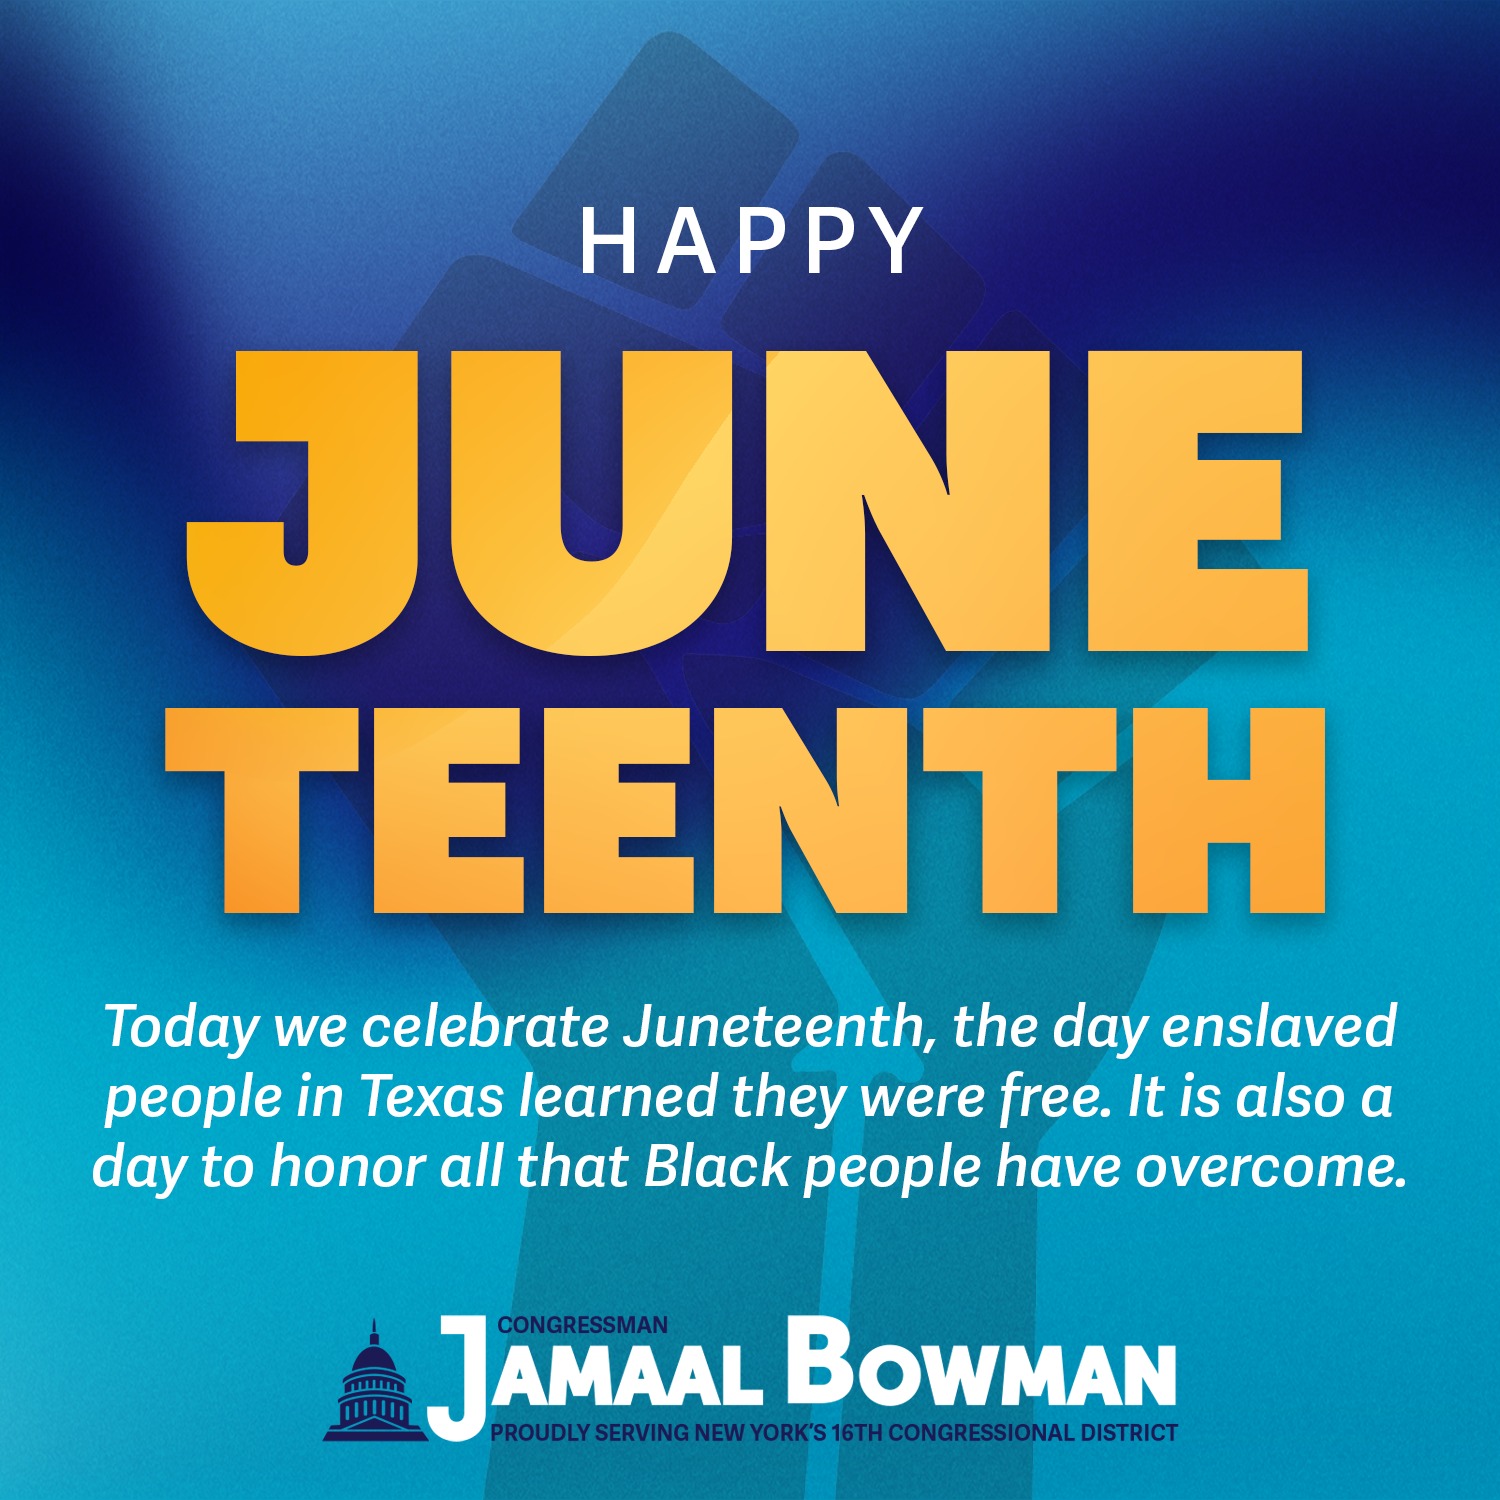 HAPPY
JUNE
TEENTH
Today we celebrate Juneteenth, the day enslaved
people in Texas learned they were free. It is also a
day to honor all that Black people have overcome.
CONGRESSMAN
JAMAAL BOWMAN
PROUDLY SERVING NEW YORK'S 16TH CONGRESSIONAL DISTRICT